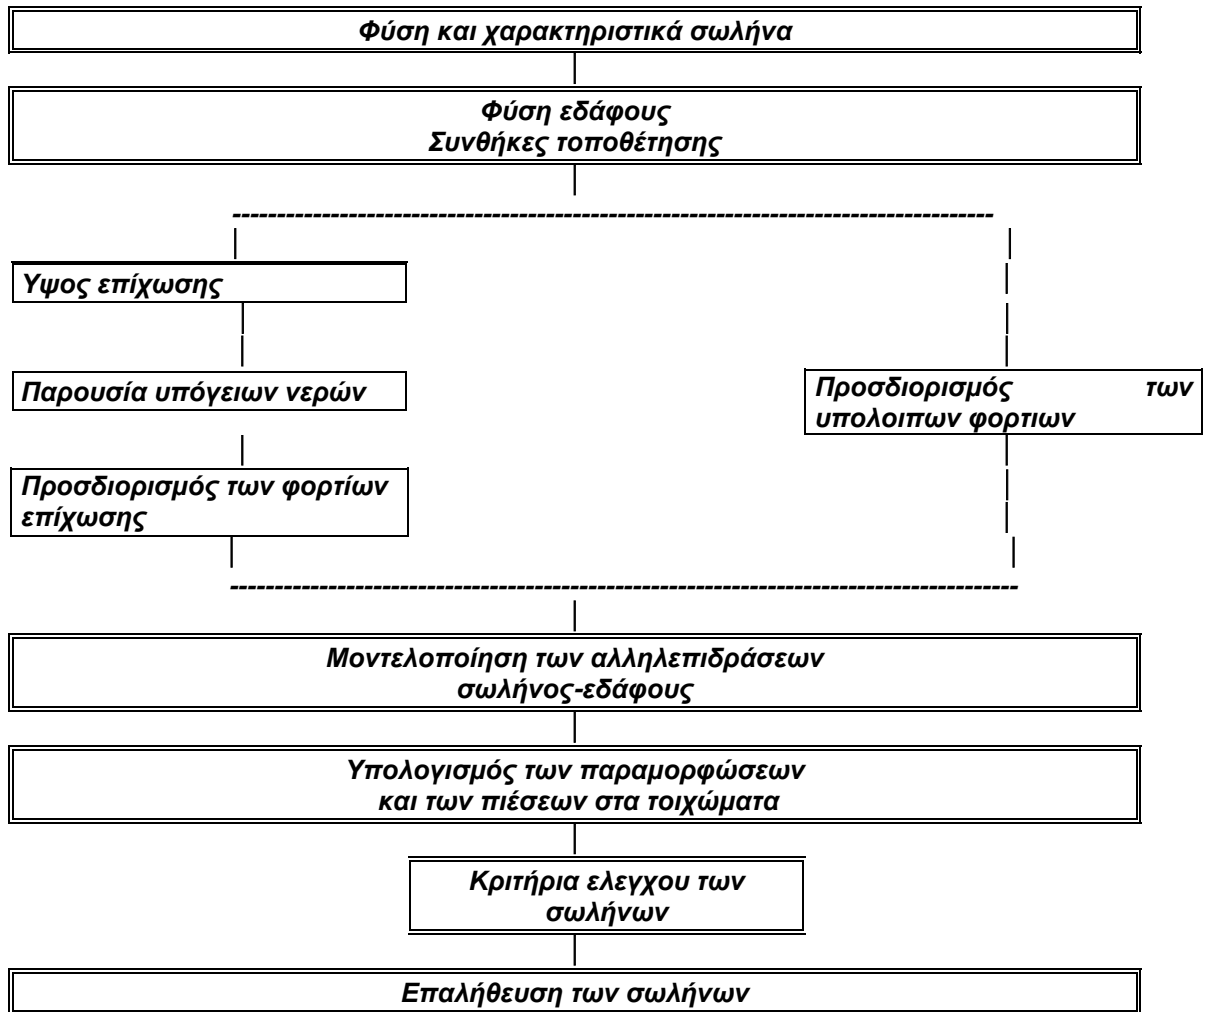 Φύση και χαρακτηριστικά σωλήνα
Φύση εδάφους
Συνθήκες τοποθέτησης
Υψος επίχωσης
Παρουσία υπόγειων νερών
Προσδιορισμός των
υπολοιπων φορτιων
Προσδιορισμός των φορτίων
επίχωσης
Μοντελοποίηση των αλληλεπιδράσεων
σωλήνος-εδάφους
Υπολογισμός των παραμορφώσεων
και των πιέσεων στα τοιχώματα
Κριτήρια ελεγχου των
σωλήνων
Επαλήθευση των σωλήνων